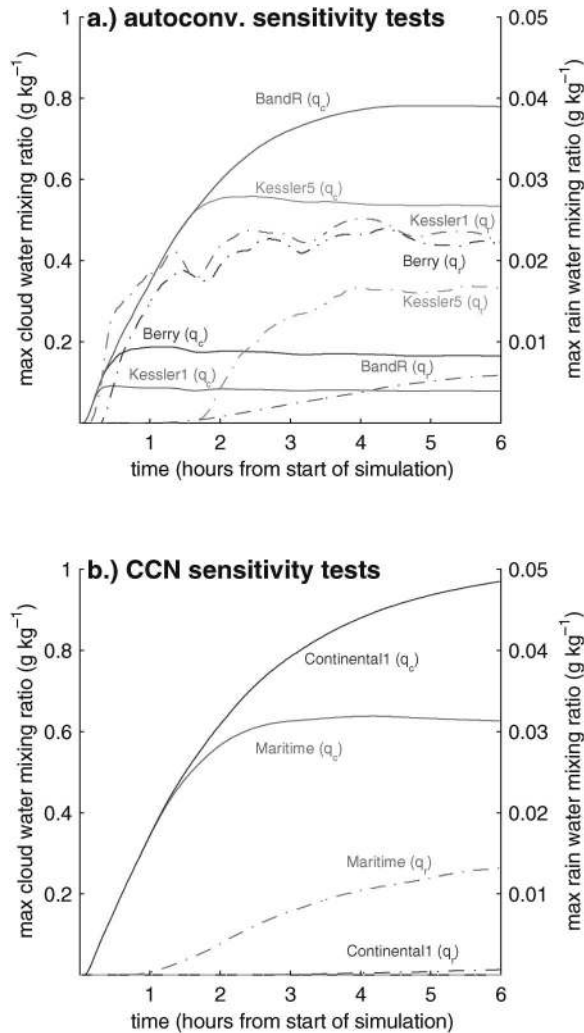 a.) autoconv. sensitivity tests
max cloud water mixing ratio (g kg⁻¹)
max rain water mixing ratio (g kg⁻¹)
1
0.8
0.6
0.4
0.2
0.05
0.04
0.03
0.02
0.01
0
BandR (q_c)
Kessler5 (q_c)
Kessler1 (q_r)
Berry (q_r)
Kessler5 (q_r)
Berry (q_c)
BandR (q_r)
Kessler1 (q_c)
1 2 3 4 5 6
time (hours from start of simulation)
b.) CCN sensitivity tests
max cloud water mixing ratio (g kg⁻¹)
max rain water mixing ratio (g kg⁻¹)
1
0.8
0.6
0.4
0.2
0.05
0.04
0.03
0.02
0.01
0
Continental1 (q_c)
Maritime (q_c)
Maritime (q_r)
Continental1 (q_r)
1 2 3 4 5 6
time (hours from start of simulation)